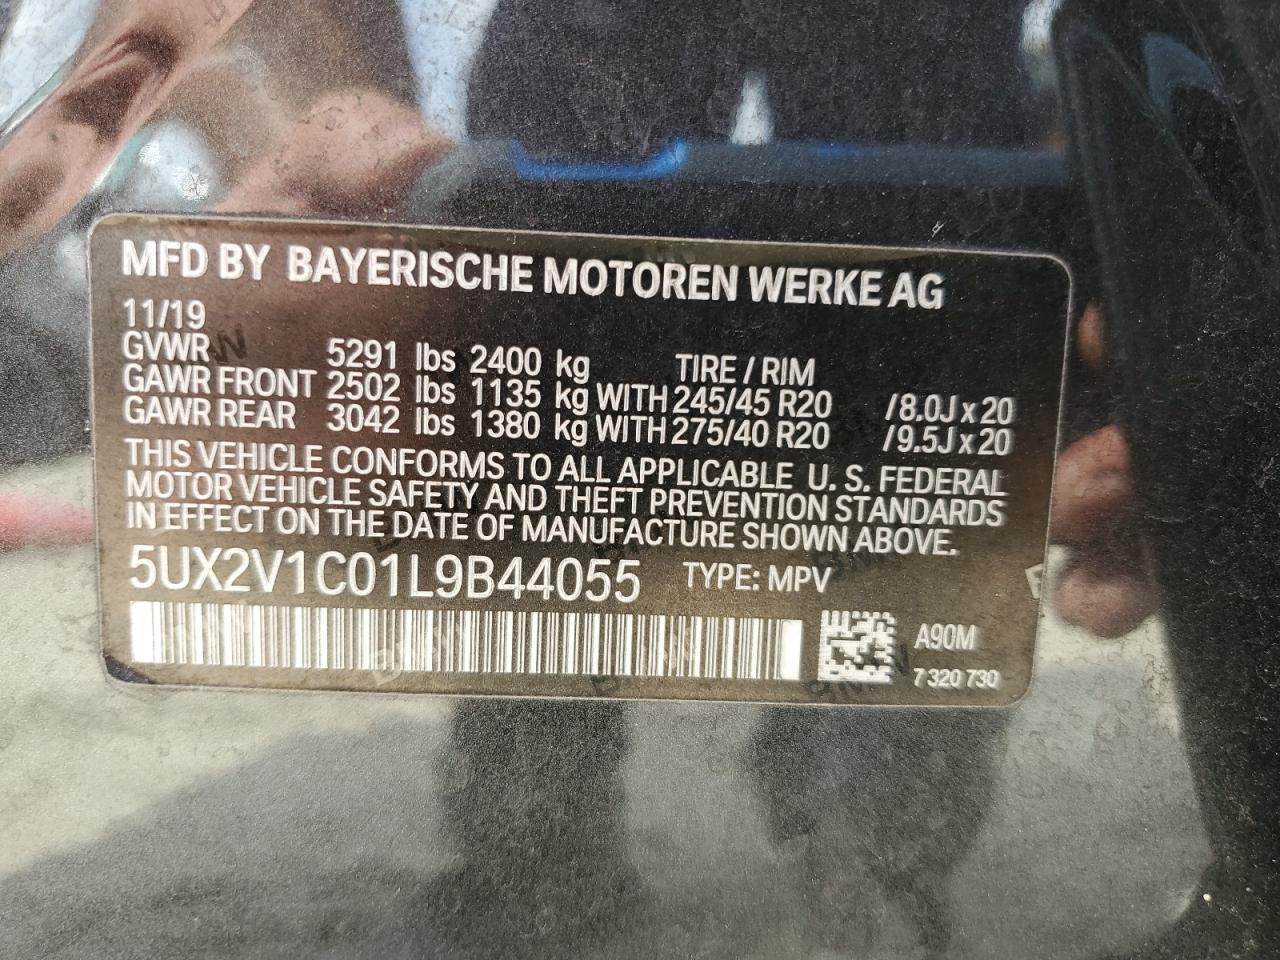 MFD BY BAYERISCHE MOTOREN WERKE AG
11/19
GVWR 5291 lbs 2400 kg TIRE / RIM
GAWR FRONT 2502 lbs 1135 kg WITH 245/45 R20 /8.0J x 20
GAWR REAR 3042 lbs 1380 kg WITH 275/40 R20 /9.5J x 20
THIS VEHICLE CONFORMS TO ALL APPLICABLE U. S. FEDERAL
MOTOR VEHICLE SAFETY AND THEFT PREVENTION STANDARDS
IN EFFECT ON THE DATE OF MANUFACTURE SHOWN ABOVE.
5UX2V1C01L9B44055 TYPE: MPV
A90M
7 320 730